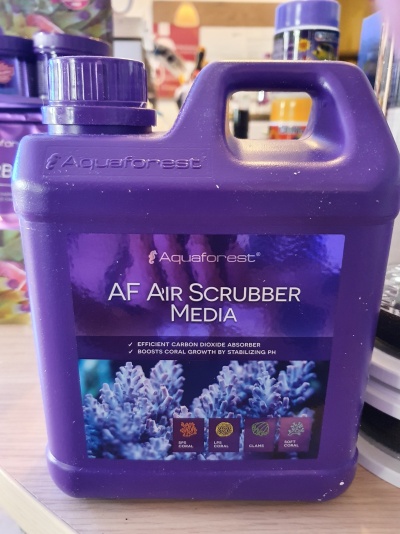 Aquaforest
Aquaforest®
AF Air Scrubber
Media
✓ EFFICIENT CARBON DIOXIDE ABSORBER
✓ BOOSTS CORAL GROWTH BY STABILIZING PH
SPS
CORAL
LPS
CORAL
CLAMS
SOFT
CORAL